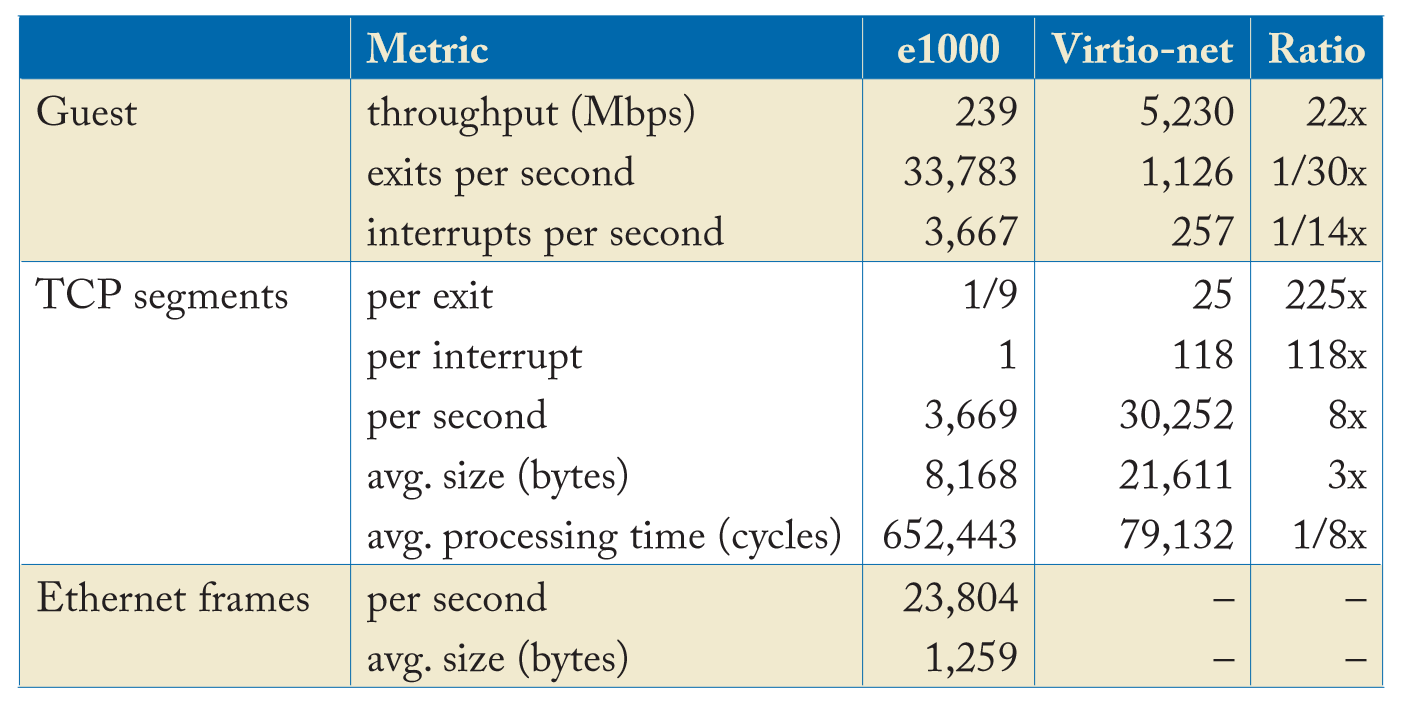 Metric e1000 Virtio-net Ratio
Guest throughput (Mbps) 239 5,230 22x
exits per second 33,783 1,126 1/30x
interrupts per second 3,667 257 1/14x
TCP segments per exit 1/9 25 225x
per interrupt 1 118 118x
per second 3,669 30,252 8x
avg. size (bytes) 8,168 21,611 3x
avg. processing time (cycles) 652,443 79,132 1/8x
Ethernet frames per second 23,804 – –
avg. size (bytes) 1,259 – –